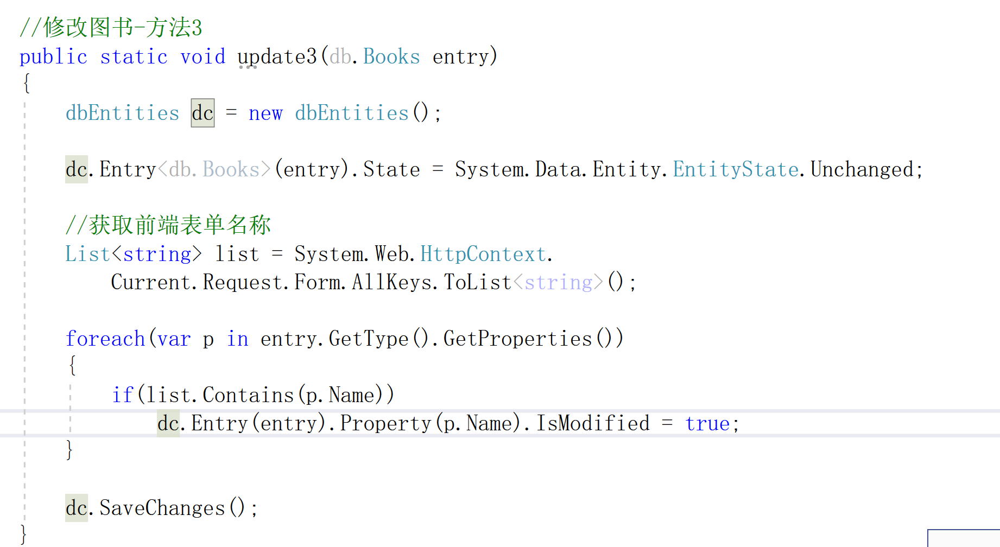 //修改图书-方法3
public static void update3(db.Books entry)
{
dbEntities dc = new dbEntities();
dc.Entry<db.Books>(entry).State = System.Data.Entity.EntityState.Unchanged;
//获取前端表单名称
List<string> list = System.Web.HttpContext.
Current.Request.Form.AllKeys.ToList<string>();
foreach(var p in entry.GetType().GetProperties())
{
if(list.Contains(p.Name))
dc.Entry(entry).Property(p.Name).IsModified = true;
}
dc.SaveChanges();
}